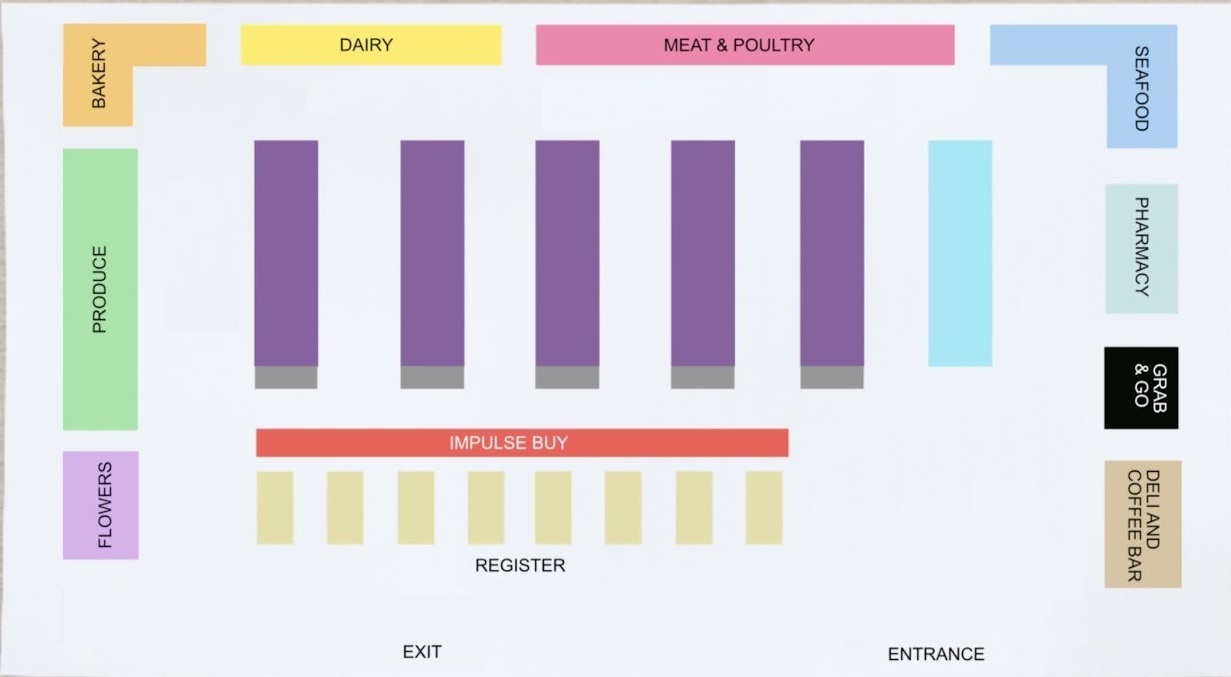 BAKERY
DAIRY
MEAT & POULTRY
SEAFOOD
PRODUCE
PHARMACY
GRAB
& GO
IMPULSE BUY
FLOWERS
DELI AND
COFFEE BAR
REGISTER
EXIT
ENTRANCE